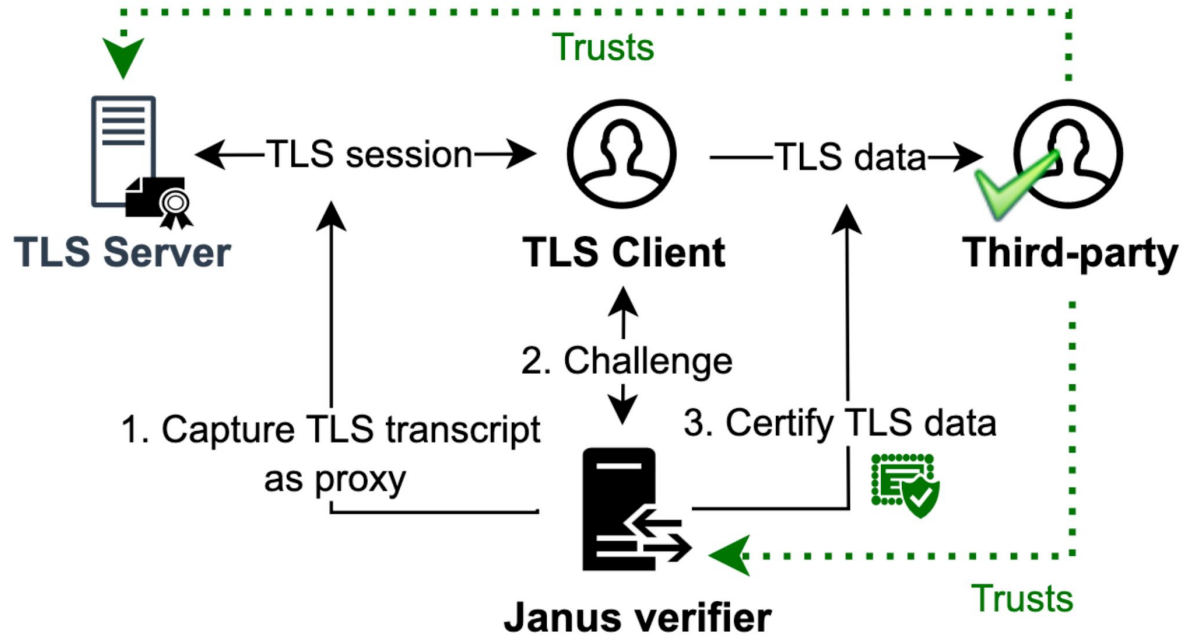 Trusts
TLS session
TLS data
TLS Server
TLS Client
Third-party
2. Challenge
1. Capture TLS transcript
as proxy
3. Certify TLS data
Trusts
Janus verifier